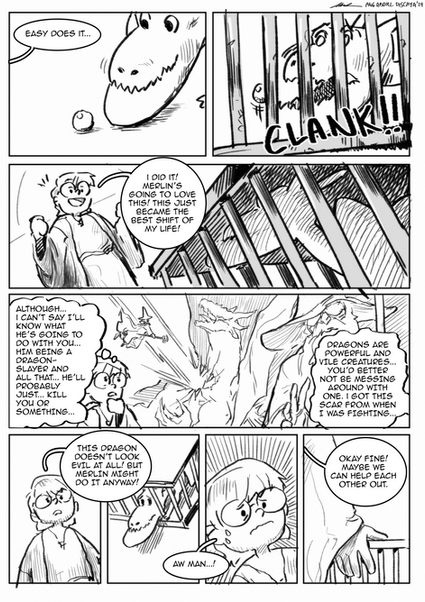 EASY DOES IT...
CLANK!!
I DID IT!
MERLIN'S
GOING TO LOVE
THIS! THIS JUST
BECAME THE
BEST SHIFT OF
MY LIFE!
ALTHOUGH...
I CAN'T SAY I'LL
KNOW WHAT
HE'S GOING TO
DO WITH YOU...
HIM BEING A
DRAGON-
SLAYER AND
ALL THAT... HE'LL
PROBABLY
JUST... KILL
YOU OR
SOMETHING...
DRAGONS ARE
POWERFUL AND
VILE CREATURES...
YOU'D BETTER
NOT BE MESSING
AROUND WITH
ONE. I GOT THIS
SCAR FROM WHEN
I WAS FIGHTING...
THIS DRAGON
DOESN'T LOOK
EVIL AT ALL! BUT
MERLIN MIGHT
DO IT ANYWAY!
AW MAN...!
OKAY FINE!
MAYBE WE
CAN HELP EACH
OTHER OUT.